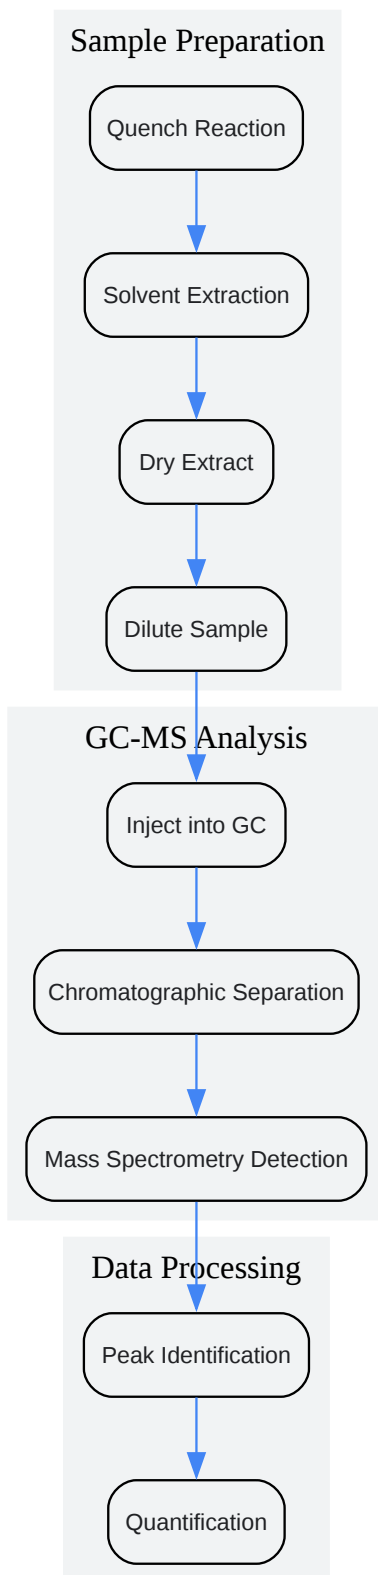 Sample Preparation
Quench Reaction
Solvent Extraction
Dry Extract
Dilute Sample
GC-MS Analysis
Inject into GC
Chromatographic Separation
Mass Spectrometry Detection
Data Processing
Peak Identification
Quantification